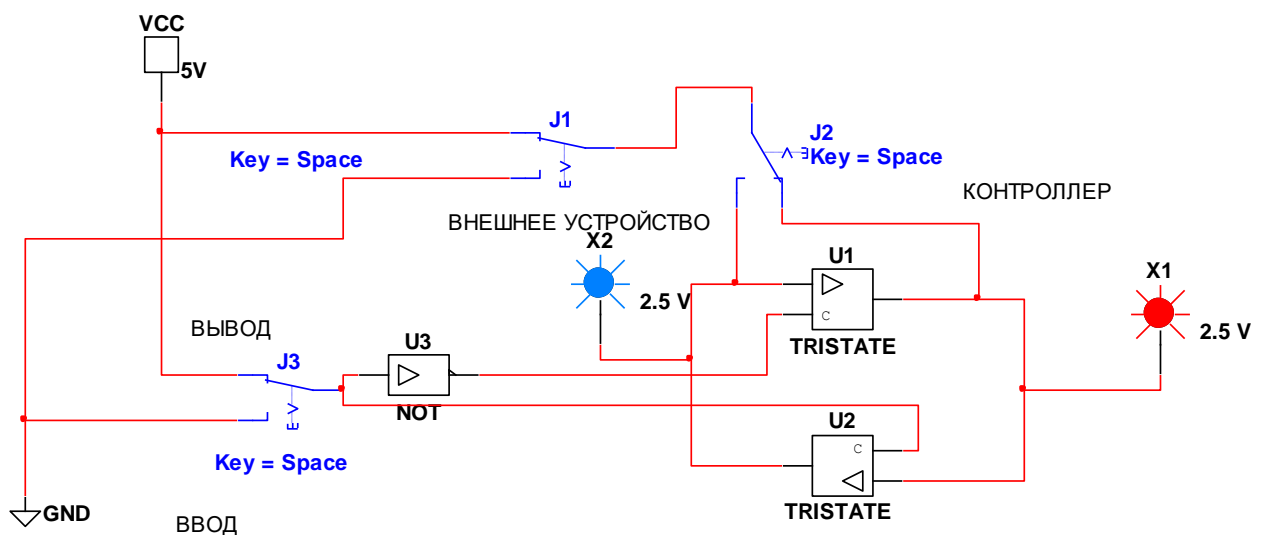 VCC
5V
J1
Key = Space
J2
Key = Space
КОНТРОЛЛЕР
ВНЕШНЕЕ УСТРОЙСТВО
X2
2.5 V
U1
C
TRISTATE
X1
2.5 V
ВЫВОД
J3
U3
NOT
Key = Space
U2
C
TRISTATE
GND
ВВОД